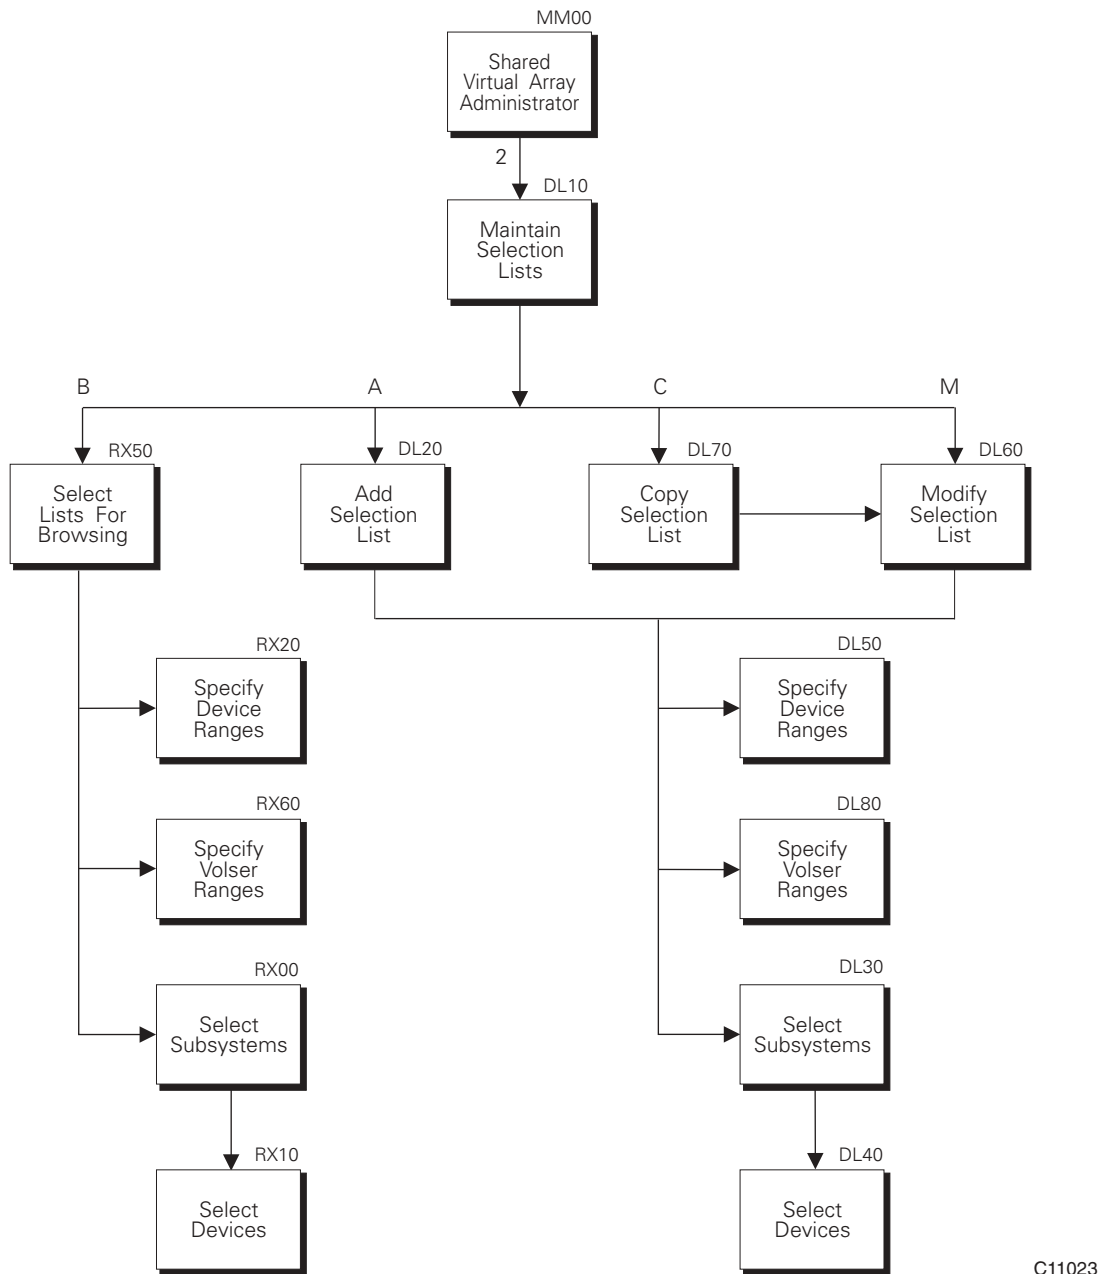 MM00
Shared
Virtual Array
Administrator
2
DL10
Maintain
Selection
Lists
B
A
C
M
RX50
Select
Lists For
Browsing
DL20
Add
Selection
List
DL70
Copy
Selection
List
DL60
Modify
Selection
List
RX20
Specify
Device
Ranges
DL50
Specify
Device
Ranges
RX60
Specify
Volser
Ranges
DL80
Specify
Volser
Ranges
RX00
Select
Subsystems
DL30
Select
Subsystems
RX10
Select
Devices
DL40
Select
Devices
C11023